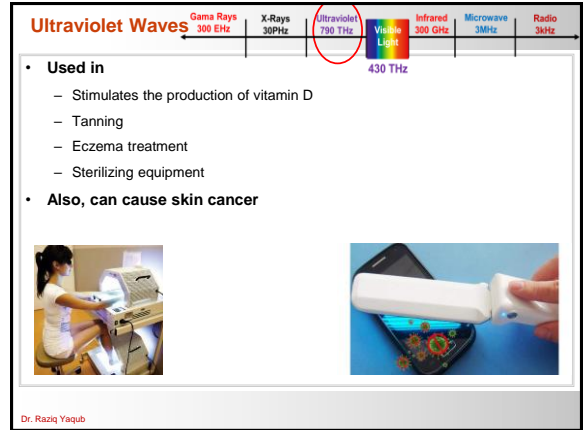 Ultraviolet Waves
Gama Rays
300 EHz
X-Rays
30PHz
Ultraviolet
790 THz
Visible
Light
Infrared
300 GHz
Microwave
3MHz
Radio
3kHz
430 THz
• Used in
– Stimulates the production of vitamin D
– Tanning
– Eczema treatment
– Sterilizing equipment
• Also, can cause skin cancer
Dr. Raziq Yaqub